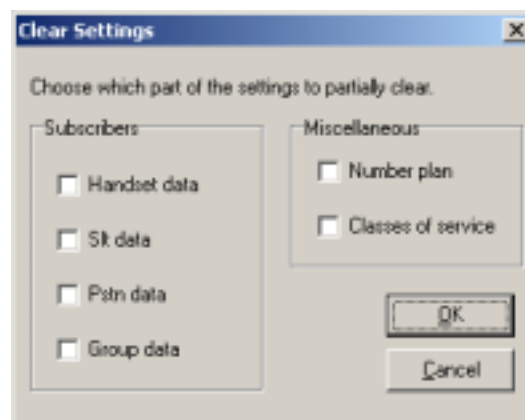 Clear Settings
Choose which part of the settings to partially clear.
Subscribers
Handset data
Slt data
Pstn data
Group data
Miscellaneous
Number plan
Classes of service
OK
Cancel